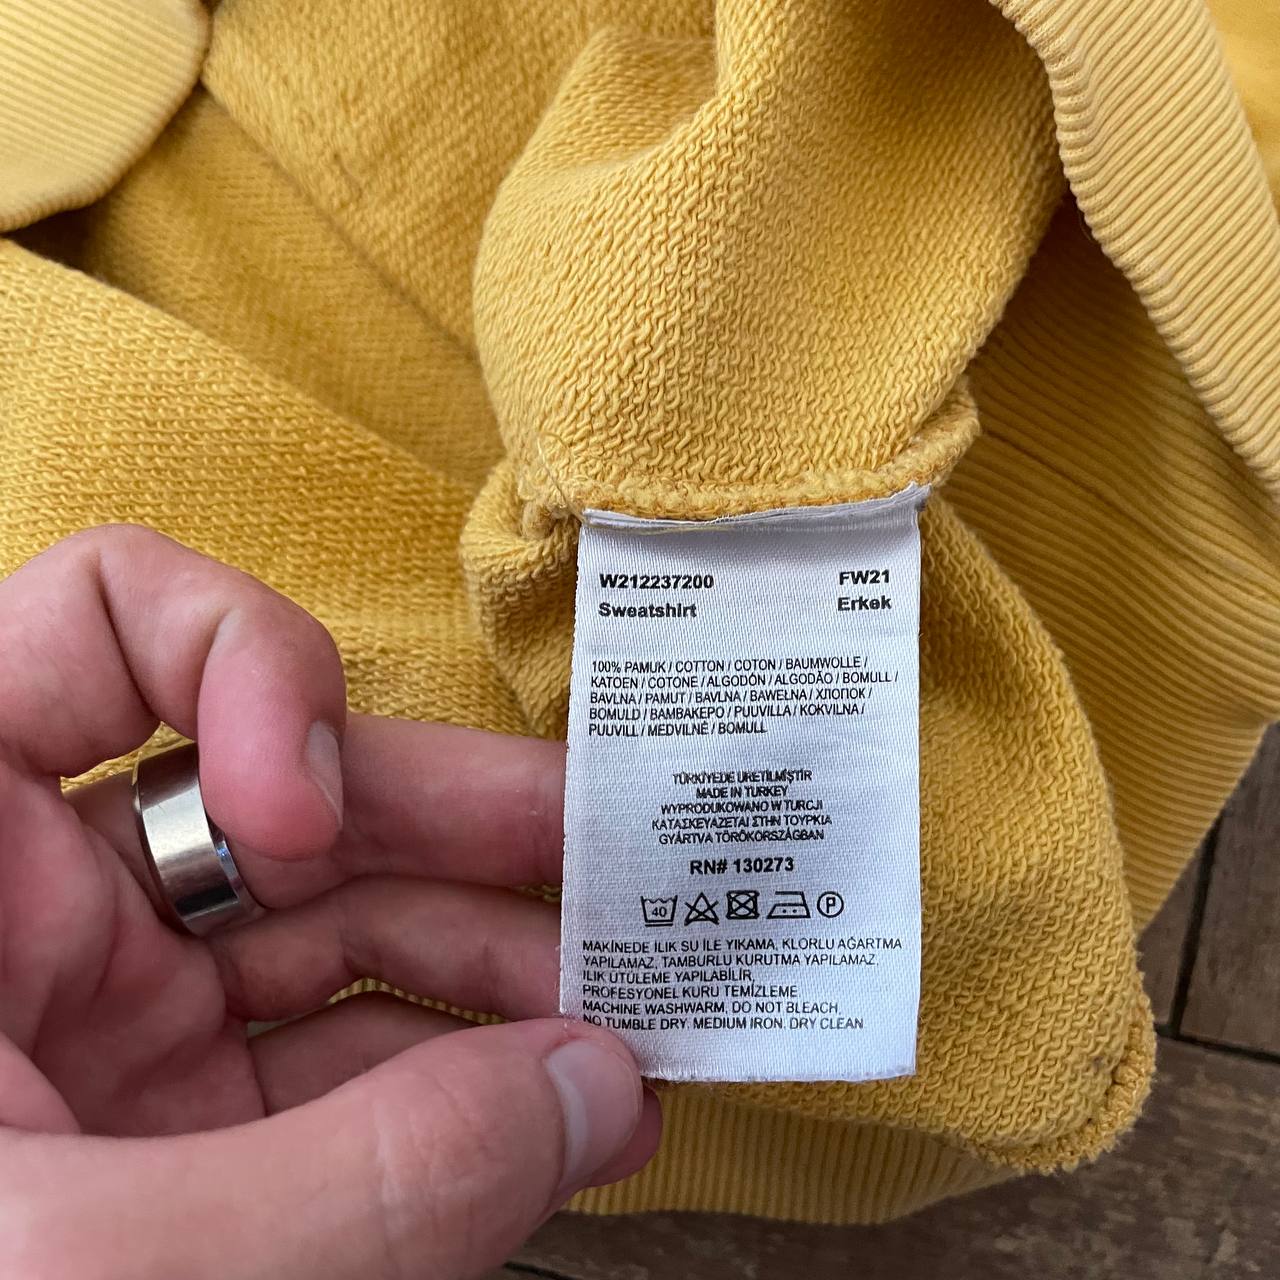 W212237200 FW21
Sweatshirt Erkek
100% PAMUK / COTTON / COTON / BAUMWOLLE /
KATOEN / COTONE / ALGODÓN / ALGODÃO / BOMULL /
BAVLNA / PAMUT / BAVLNA / BAWEŁNA / ХЛОПОК /
BOMULD / ΒΑΜΒΑΚΕΡΟ / PUUVILLA / KOKVILNA /
PUUVILL / MEDVILNĖ / BOMULL
TÜRKİYEDE ÜRETİLMİŞTİR
MADE IN TURKEY
WYPRODUKOWANO W TURCJI
ΚΑΤΑΣΚΕΥΑΖΕΤΑΙ ΣΤΗΝ ΤΟΥΡΚΙΑ
GYÁRTVA TÖRÖKORSZÁGBAN
RN# 130273
40 P
MAKİNEDE ILIK SU İLE YIKAMA, KLORLU AĞARTMA
YAPILAMAZ, TAMBURLU KURUTMA YAPILAMAZ,
ILIK ÜTÜLEME YAPILABİLİR,
PROFESYONEL KURU TEMİZLEME
MACHINE WASHWARM, DO NOT BLEACH,
NO TUMBLE DRY, MEDIUM IRON, DRY CLEAN